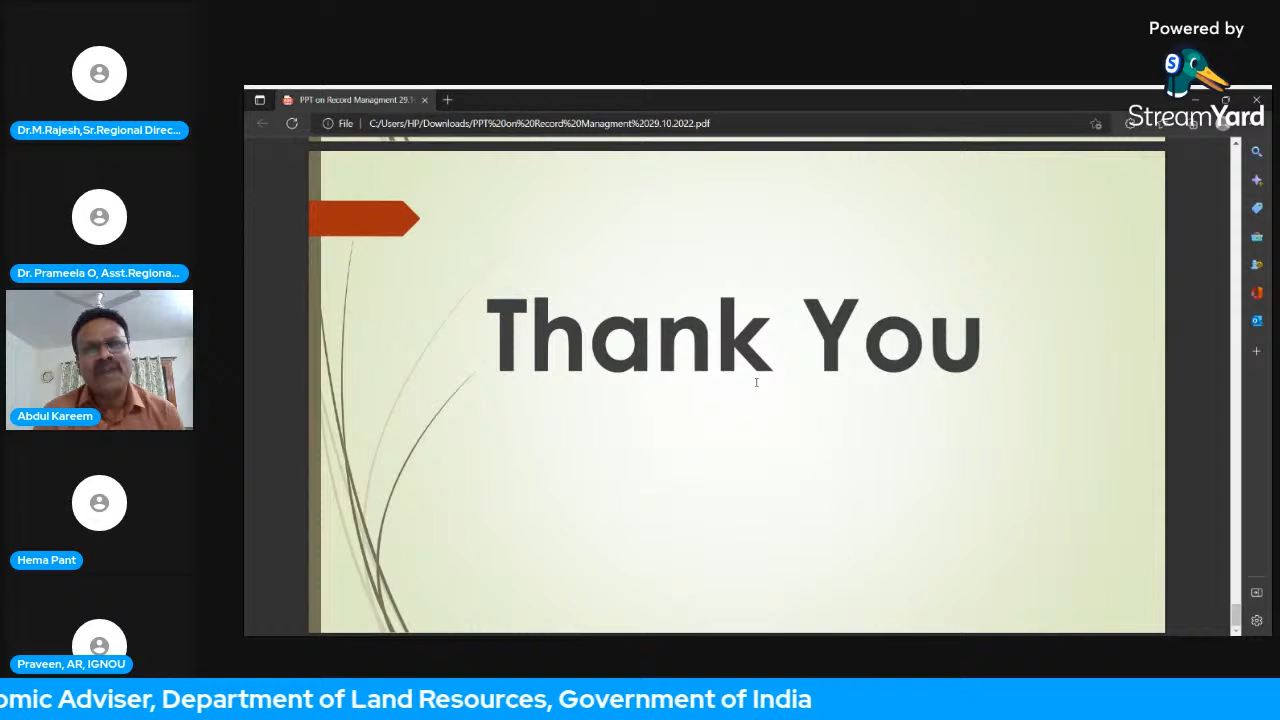 Powered by
StreamYard
Dr.M.Rajesh,Sr.Regional Direc...
Dr. Prameela O, Asst.Regiona...
Abdul Kareem
Hema Pant
Praveen, AR, IGNOU
PPT on Record Managment 29.1
File
C:/Users/HP/Downloads/PPT%20on%20Record%20Managment%2029.10.2022.pdf
Thank You
omic Adviser, Department of Land Resources, Government of India